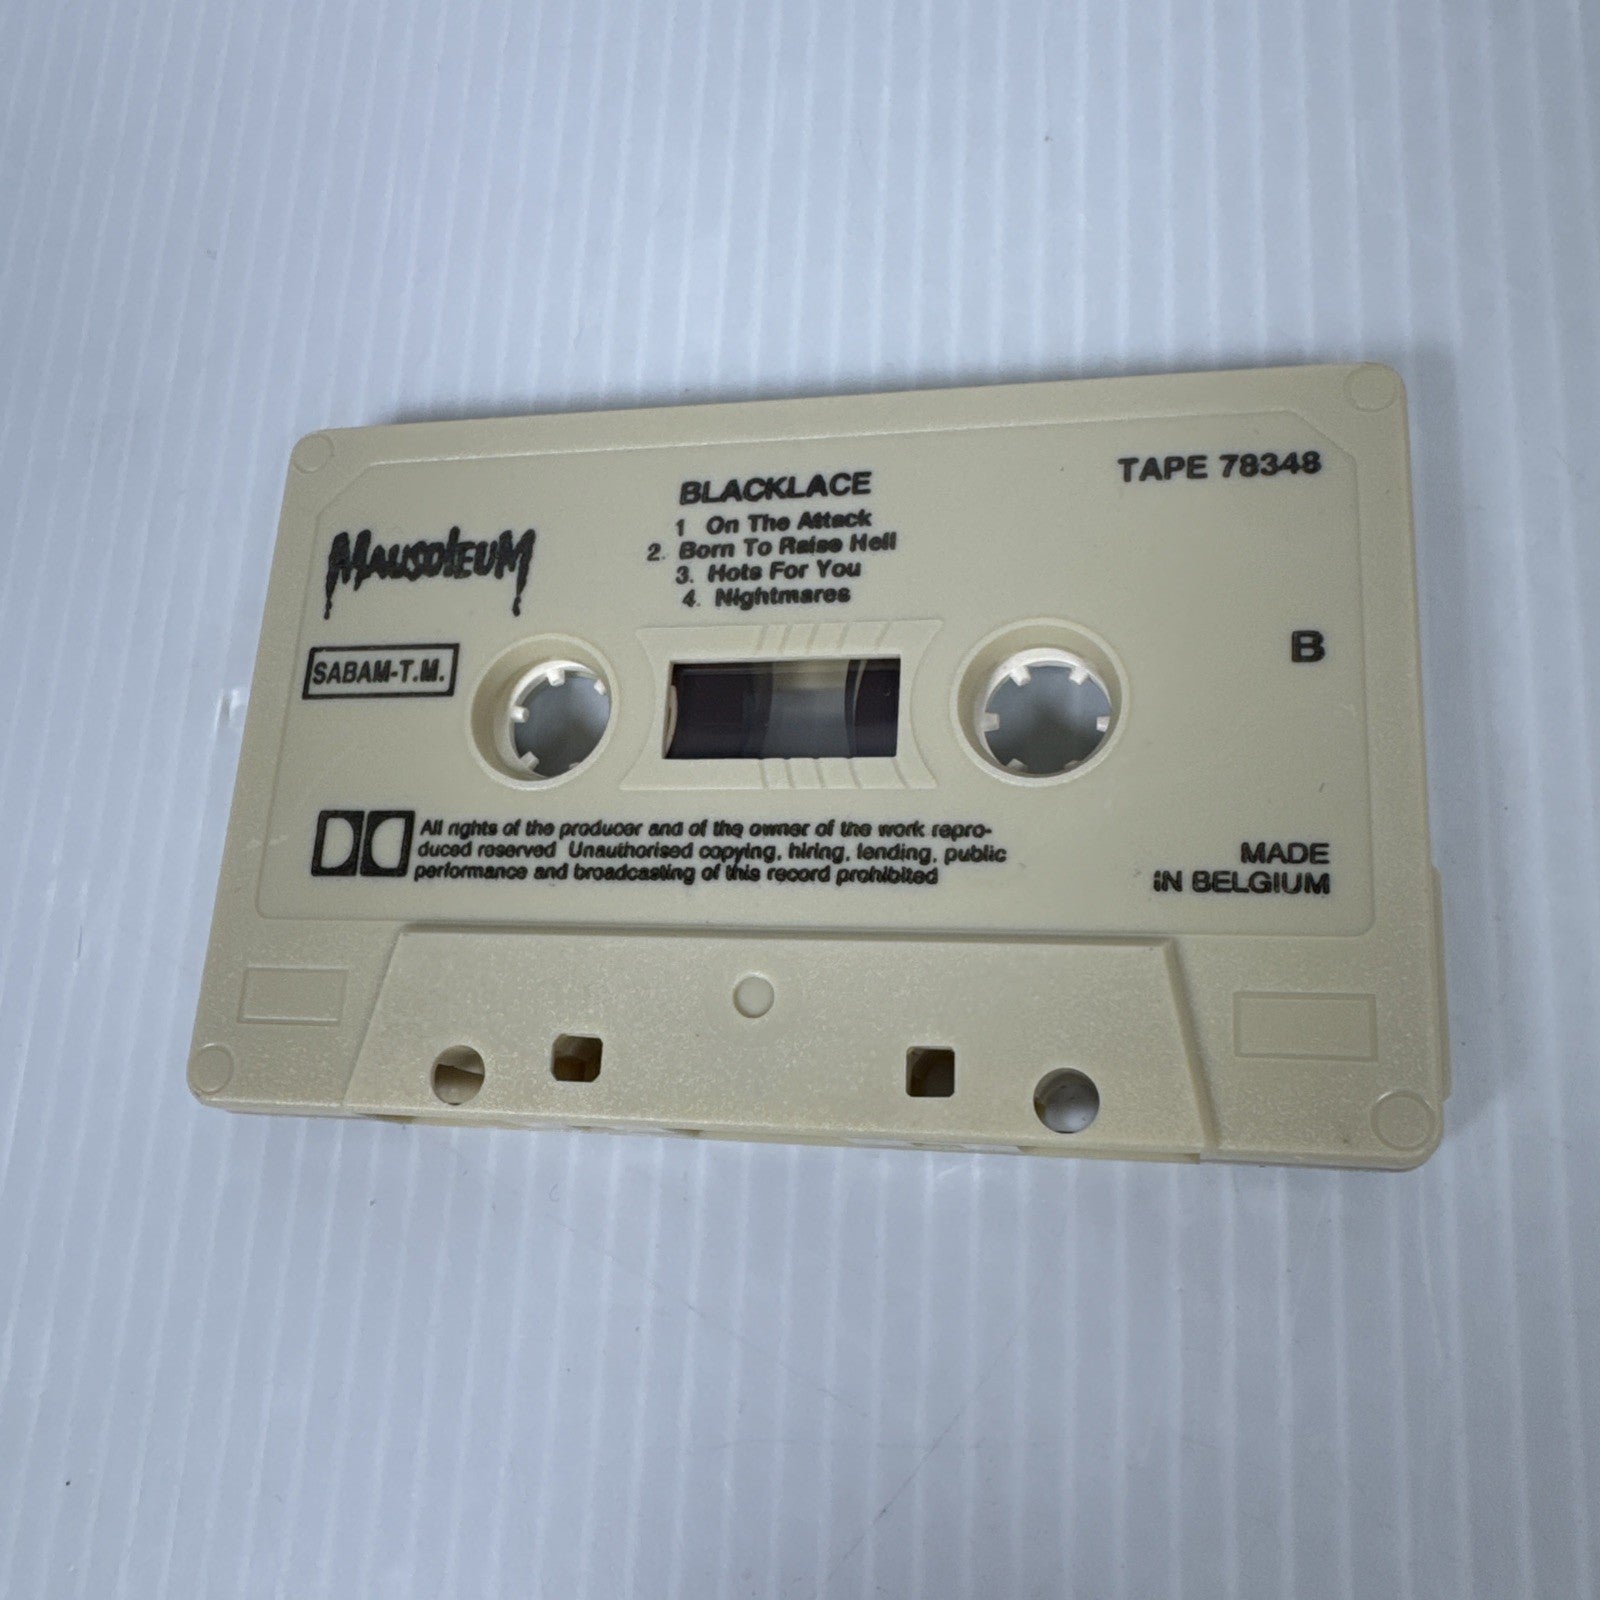 BLACKLACE
TAPE 78348
1 On The Attack
2. Born To Raise Hell
3. Hots For You
4. Nightmares
MAUSOLEUM
SABAM-T.M.
B
All rights of the producer and of the owner of the work repro-
duced reserved Unauthorised copying, hiring, lending, public
performance and broadcasting of this record prohibited
MADE
IN BELGIUM